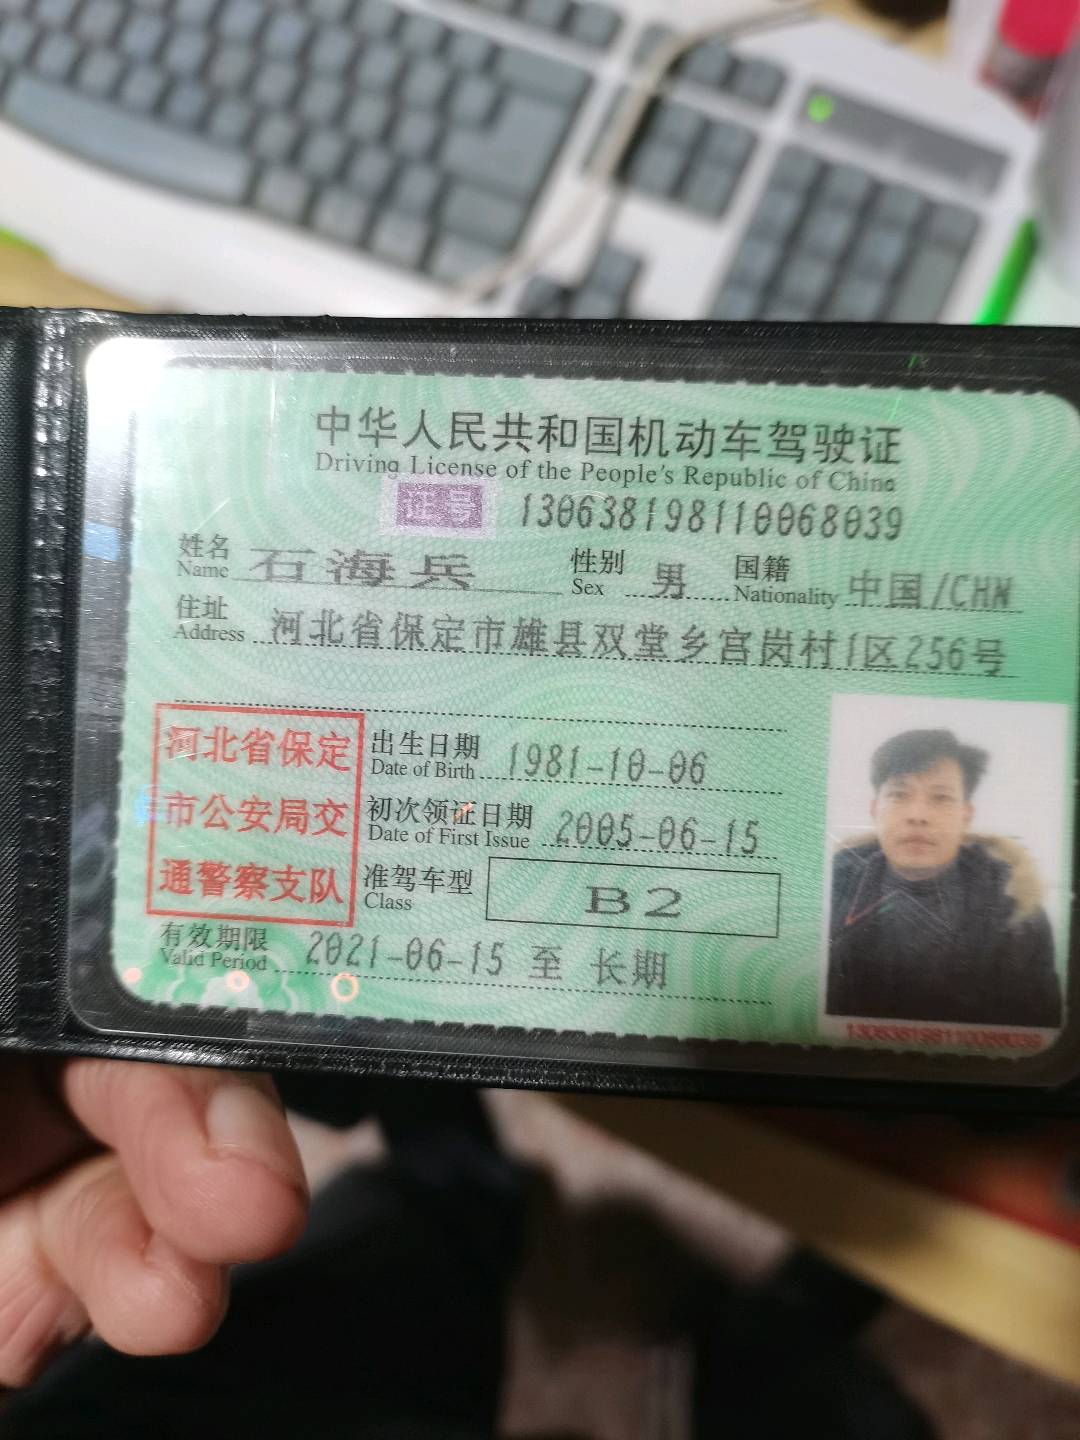 中华人民共和国机动车驾驶证
Driving License of the People's Republic of China
证号 130638198110068039
姓名 石海兵 性别 男 国籍 中国/CHN
Name Sex Nationality
住址 河北省保定市雄县双堂乡宫岗村1区256号
Address
河北省保定
市公安局交
通警察支队
出生日期 1981-10-06
Date of Birth
初次领证日期 2005-06-15
Date of First Issue
准驾车型 B2
Class
有效期限 2021-06-15 至 长期
Valid Period
130638198110068039